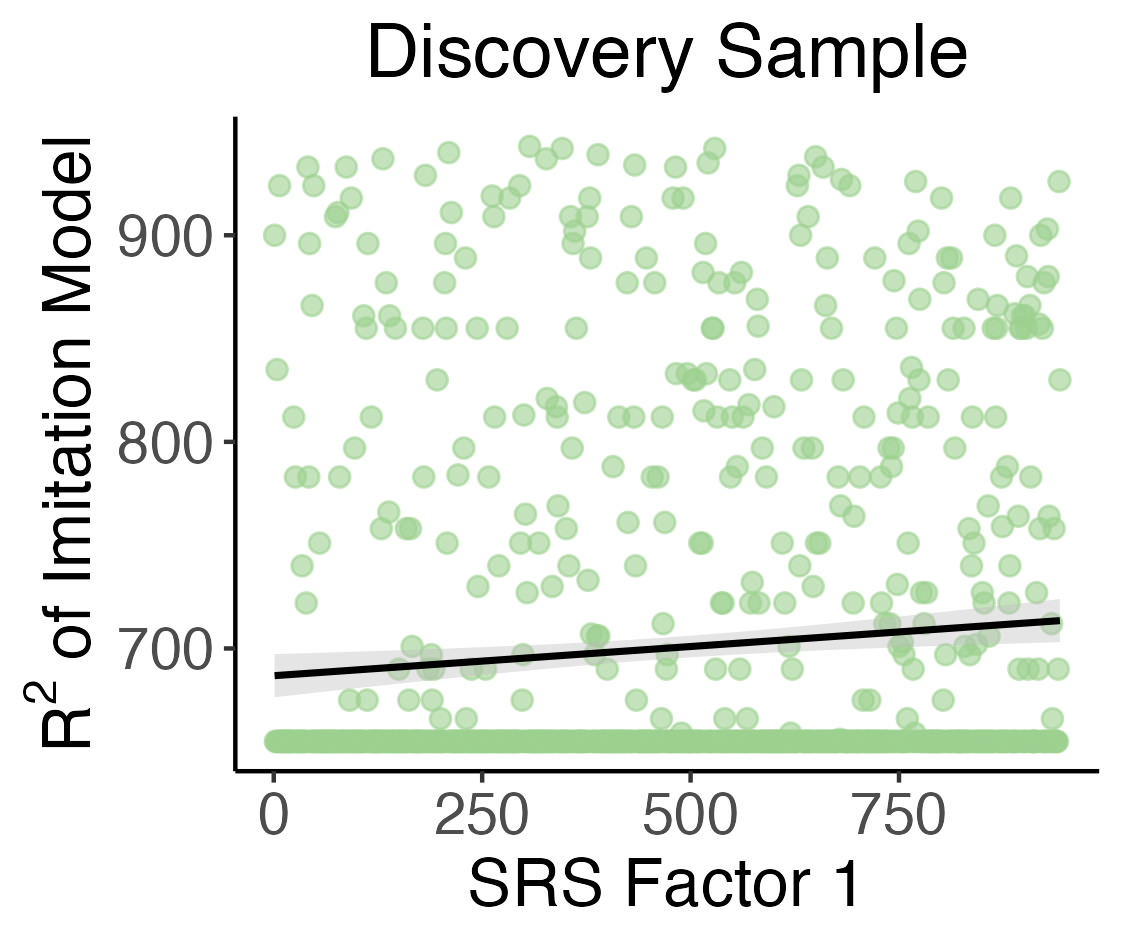 Discovery Sample
R² of Imitation Model
900
800
700
0 250 500 750
SRS Factor 1